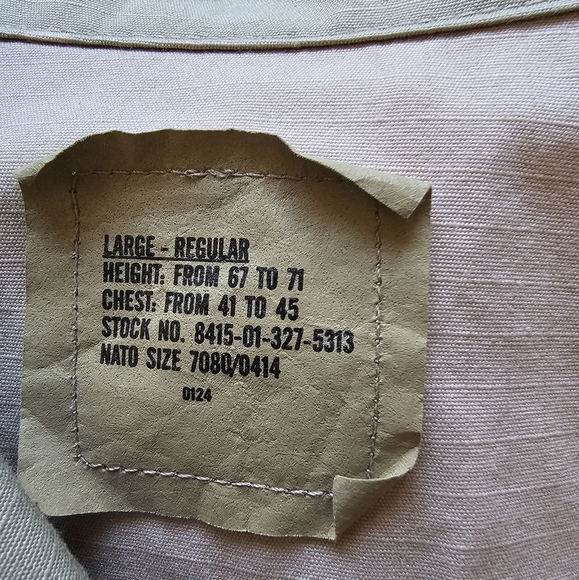 LARGE - REGULAR
HEIGHT: FROM 67 TO 71
CHEST: FROM 41 TO 45
STOCK NO. 8415-01-327-5313
NATO SIZE 7080/0414
0124